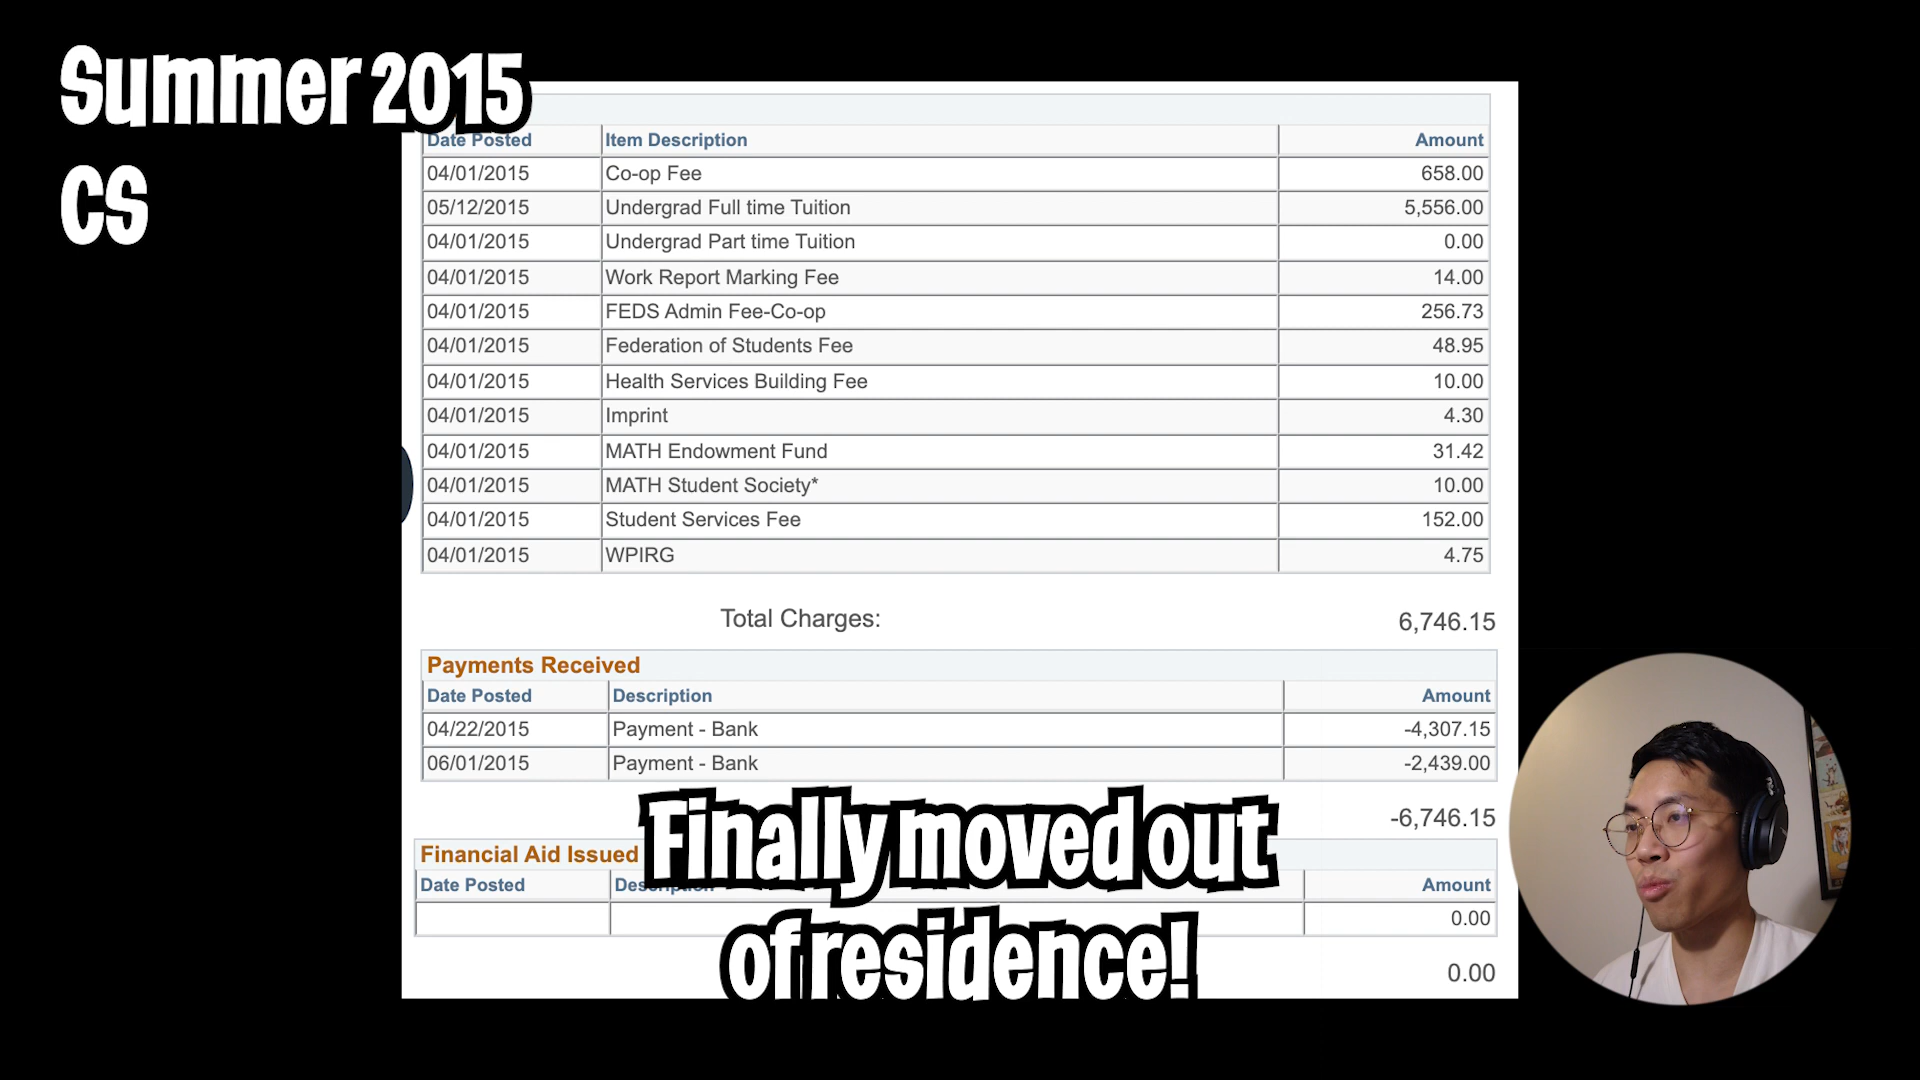 Summer 2015
CS
Date Posted Item Description Amount
04/01/2015 Co-op Fee 658.00
05/12/2015 Undergrad Full time Tuition 5,556.00
04/01/2015 Undergrad Part time Tuition 0.00
04/01/2015 Work Report Marking Fee 14.00
04/01/2015 FEDS Admin Fee-Co-op 256.73
04/01/2015 Federation of Students Fee 48.95
04/01/2015 Health Services Building Fee 10.00
04/01/2015 Imprint 4.30
04/01/2015 MATH Endowment Fund 31.42
04/01/2015 MATH Student Society* 10.00
04/01/2015 Student Services Fee 152.00
04/01/2015 WPIRG 4.75
Total Charges: 6,746.15
Payments Received
Date Posted Description Amount
04/22/2015 Payment - Bank -4,307.15
06/01/2015 Payment - Bank -2,439.00
-6,746.15
Financial Aid Issued
Date Posted Description Amount
0.00
0.00
Finally moved out
of residence!